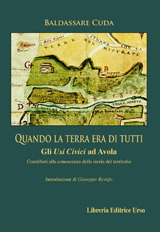 BALDASSARE CUDA
QUANDO LA TERRA ERA DI TUTTI
Gli Usi Civici ad Avola
Contributi alla conoscenza della storia del territorio
Introduzione di Giuseppe Restifo
Libreria Editrice Urso